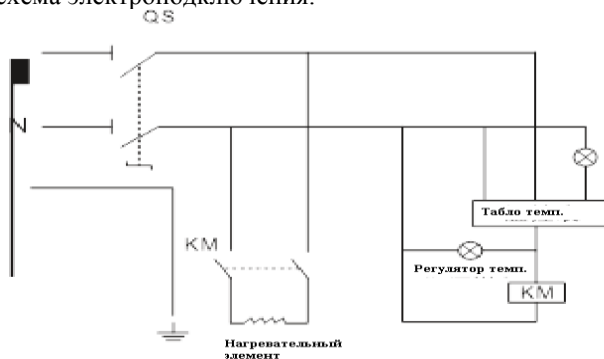 схема электроподключения.
QS
N
Табло темп.
KM
Регулятор темп.
KM
Нагревательный
элемент